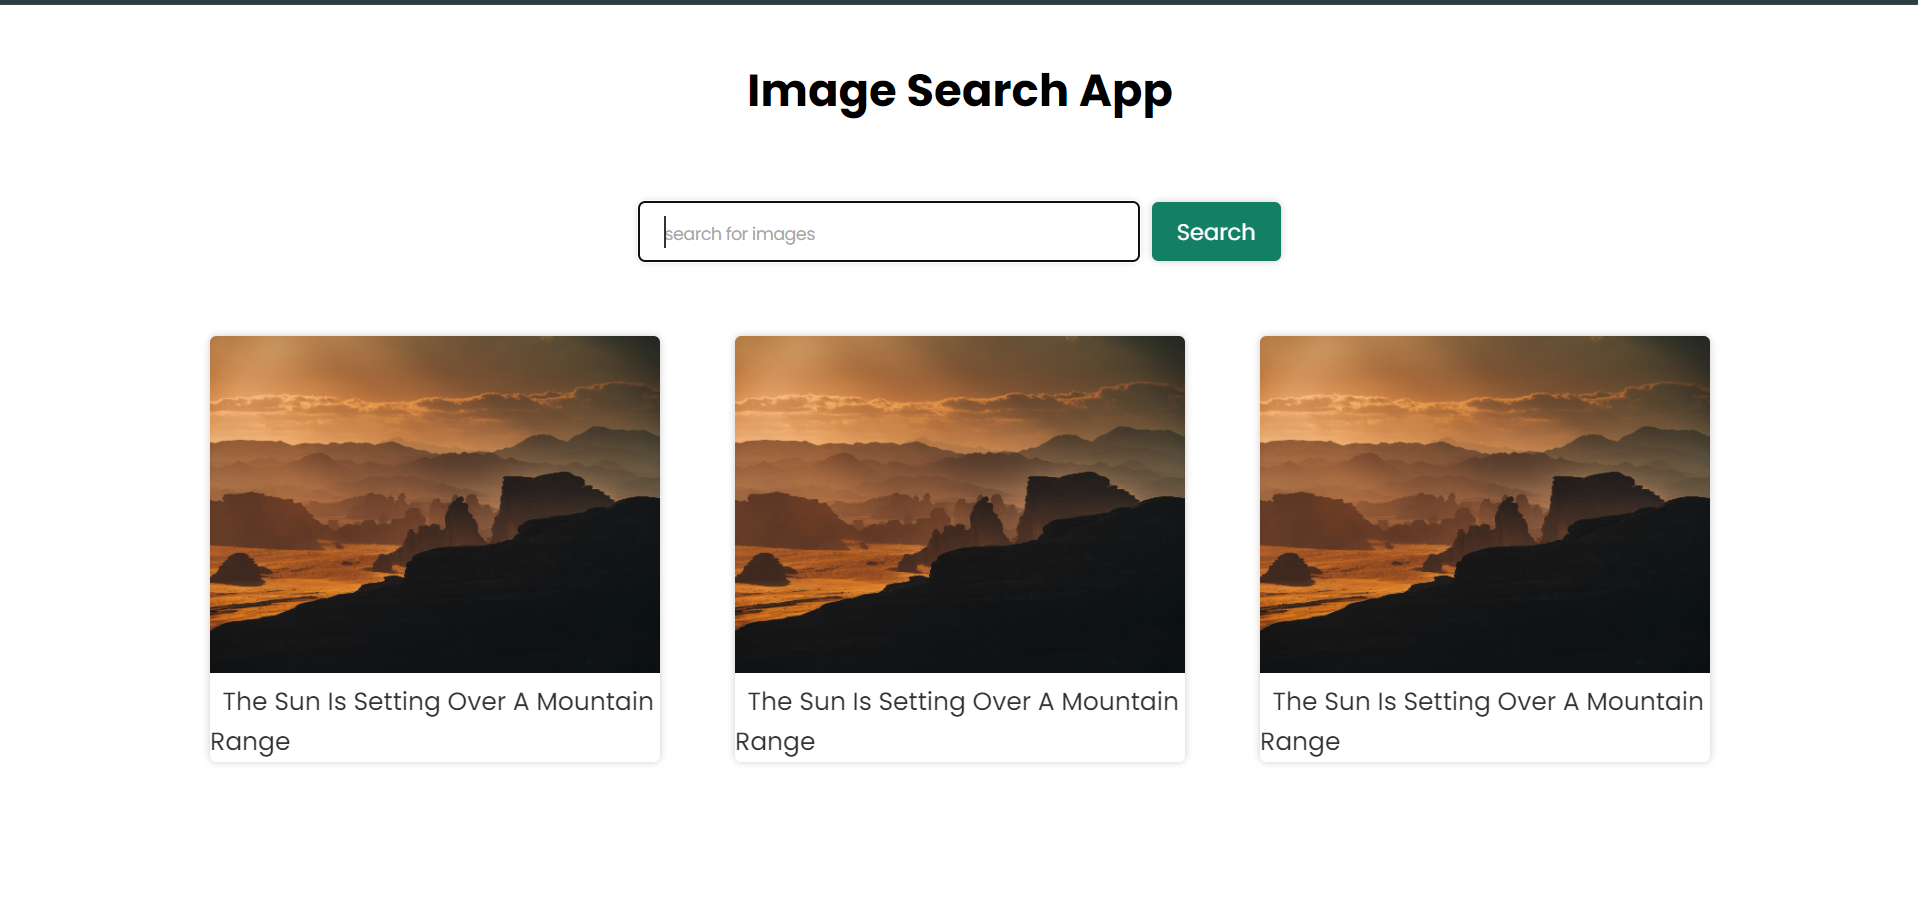 Image Search App
search for images
Search
The Sun Is Setting Over A Mountain
Range
The Sun Is Setting Over A Mountain
Range
The Sun Is Setting Over A Mountain
Range